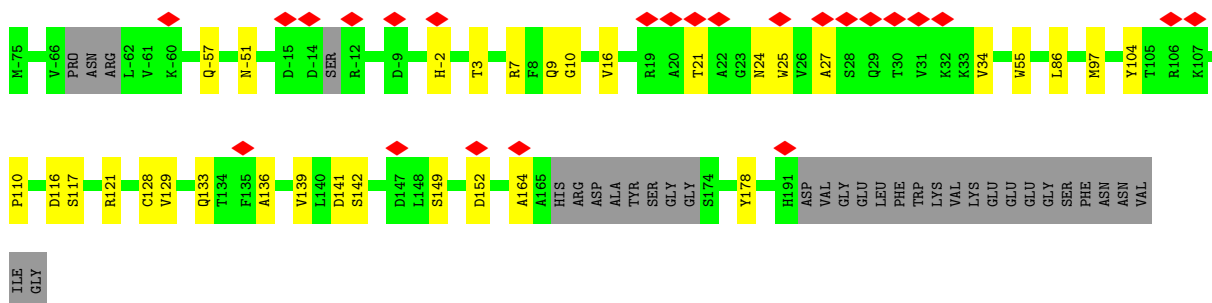 M-75 V-66 PRO ASN ARG L-62 V-61 K-60 Q-57 N-51 D-15 D-14 SER R-12 D-9 H-2 T3 R7 F8 Q9 G10 V16 R19 A20 T21 A22 G23 N24 W25 V26 A27 S28 Q29 T30 V31 K32 K33 V34 W55 L86 M97 Y104 T105 R106 K107
P110 D116 S117 R121 C128 V129 Q133 T134 F135 A136 V139 L140 D141 S142 D147 L148 S149 D152 A164 A165 HIS ARG ASP ALA TYR SER GLY GLY S174 Y178 H191 ASP VAL GLY GLU GLU LEU PHE TRP LYS VAL LYS GLU GLU GLU GLY SER PHE ASN ASN VAL
ILE GLY